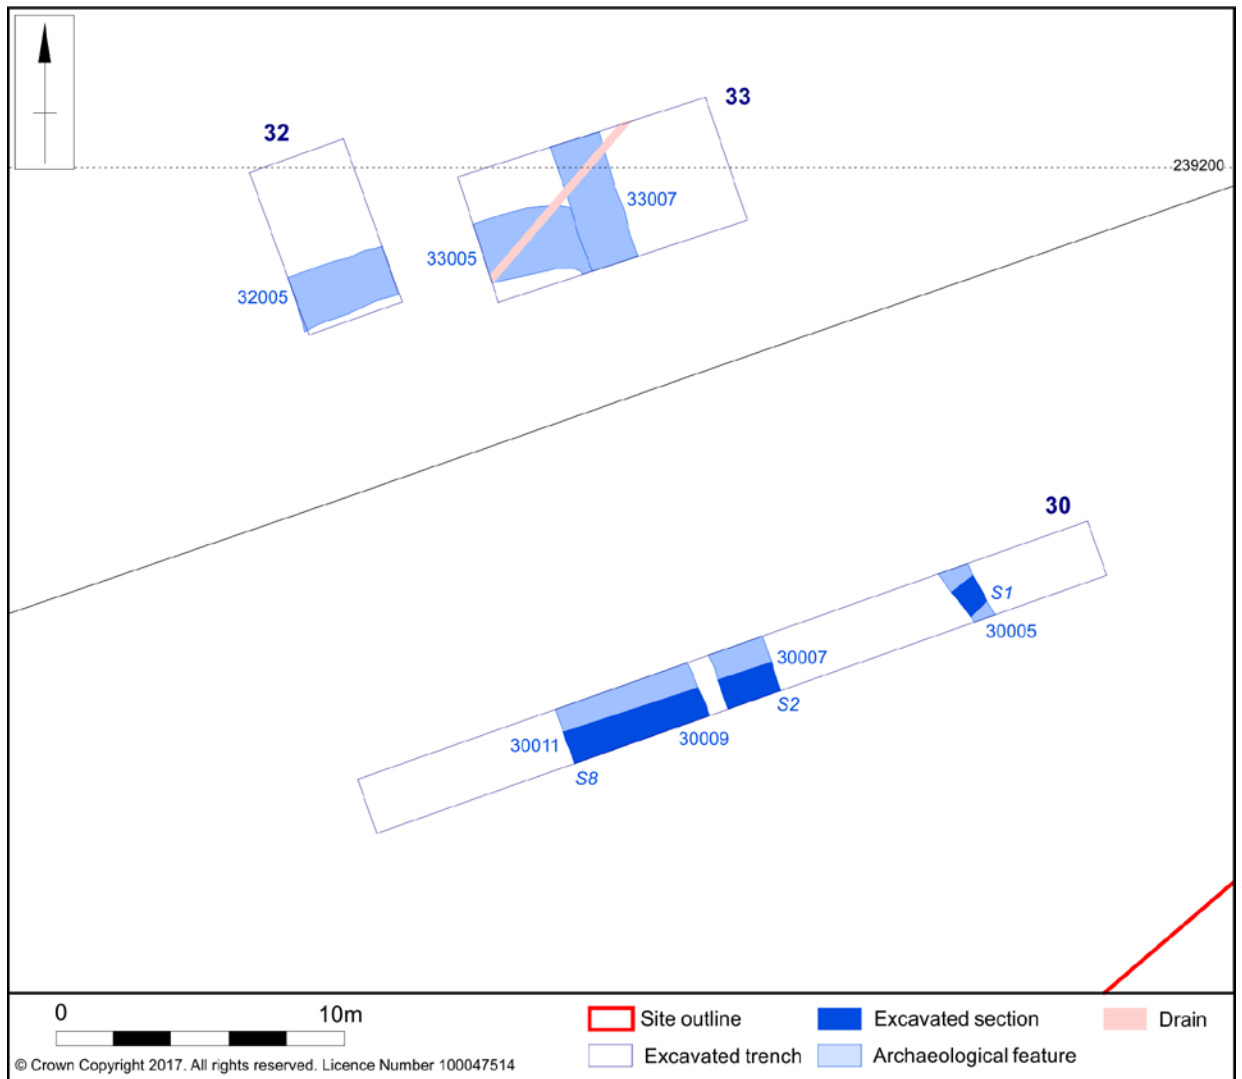 33
32
239200
33007
33005
32005
30
S1
30005
30007
S2
30011
30009
S8
0 10m
Site outline
Excavated section
Drain
Excavated trench
Archaeological feature
© Crown Copyright 2017. All rights reserved. Licence Number 100047514